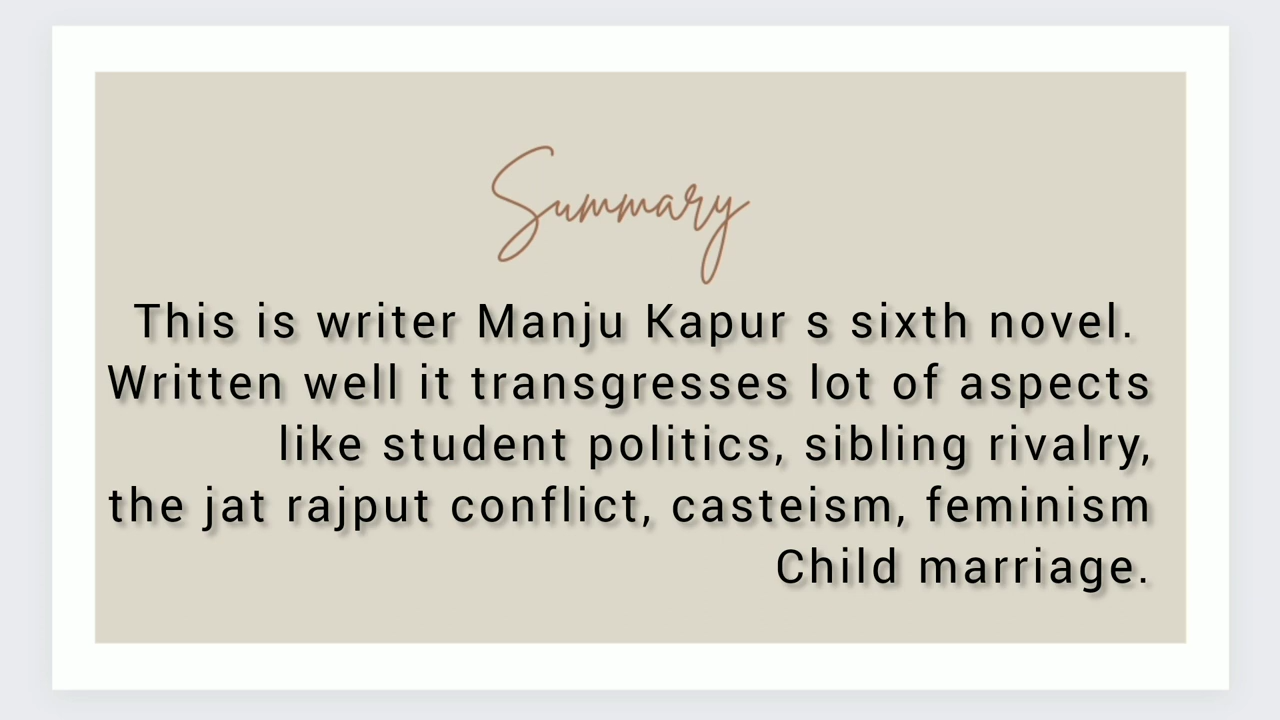 Summary
This is writer Manju Kapur s sixth novel.
Written well it transgresses lot of aspects
like student politics, sibling rivalry,
the jat rajput conflict, casteism, feminism
Child marriage.